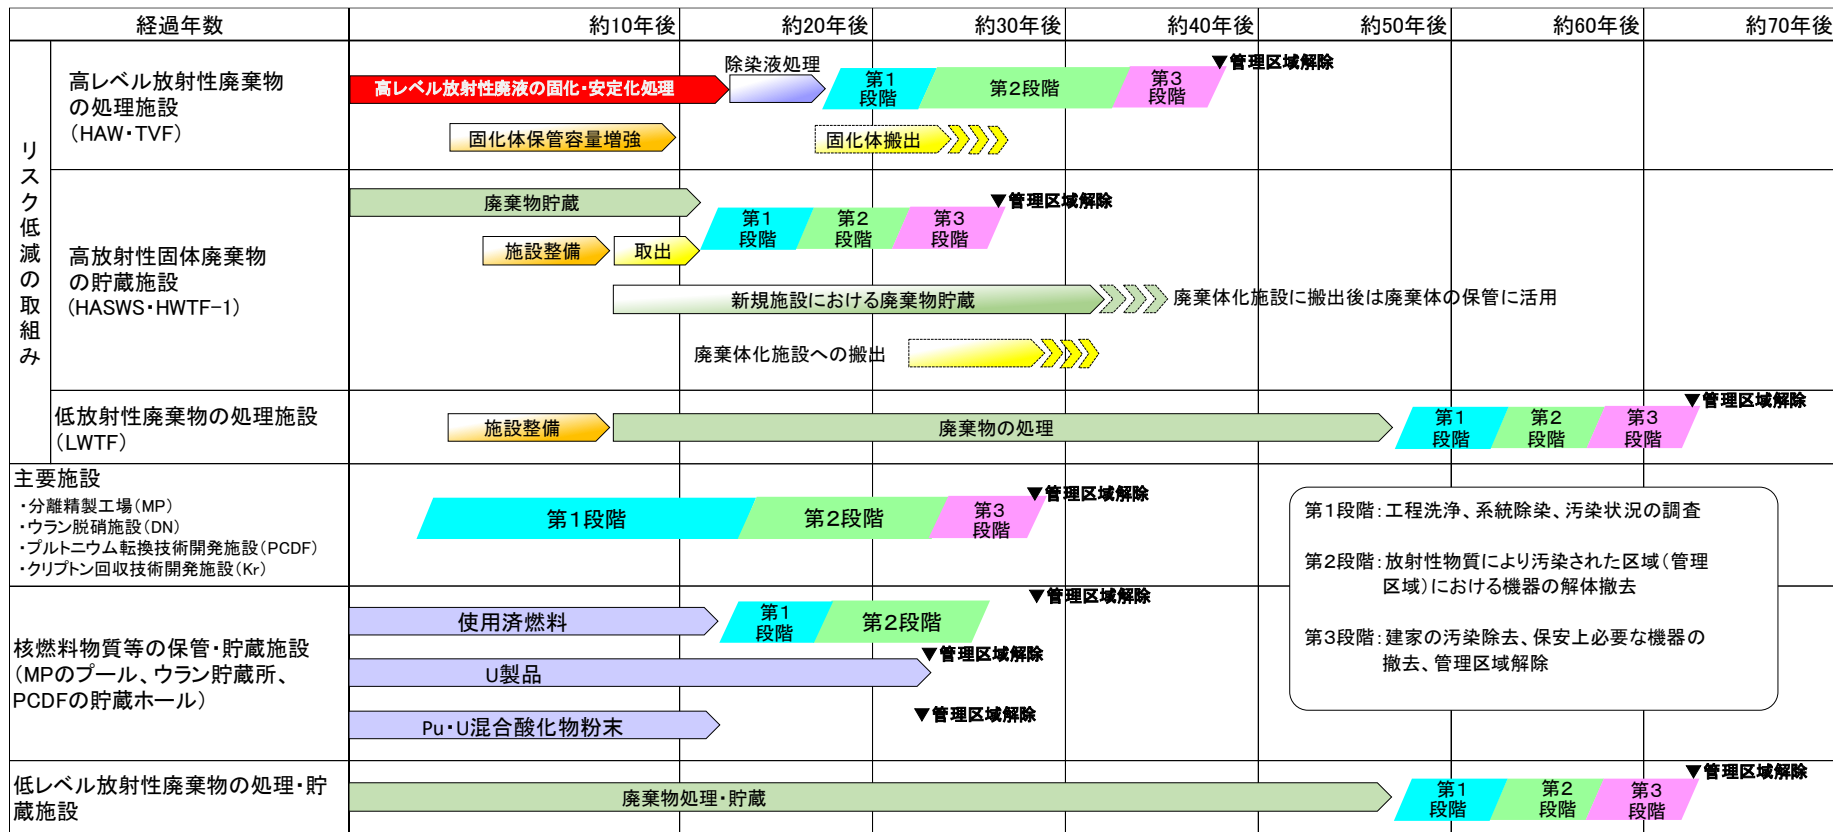 経過年数
約10年後
約20年後
約30年後
約40年後
約50年後
約60年後
約70年後
リスク低減の取組み
高レベル放射性廃棄物
の処理施設
(HAW・TVF)
高レベル放射性廃液の固化・安定化処理
除染液処理
第1
段階
第2段階
第3
段階
▼管理区域解除
固化体保管容量増強
固化体搬出
高放射性固体廃棄物
の貯蔵施設
(HASWS・HWTF-1)
廃棄物貯蔵
施設整備
取出
第1
段階
第2
段階
第3
段階
▼管理区域解除
新規施設における廃棄物貯蔵
廃棄体化施設に搬出後は廃棄体の保管に活用
廃棄体化施設への搬出
低放射性廃棄物の処理施設
(LWTF)
施設整備
廃棄物の処理
第1
段階
第2
段階
第3
段階
▼管理区域解除
主要施設
・分離精製工場(MP)
・ウラン脱硝施設(DN)
・プルトニウム転換技術開発施設(PCDF)
・クリプトン回収技術開発施設(Kr)
第1段階
第2段階
第3
段階
▼管理区域解除
第1段階:工程洗浄、系統除染、汚染状況の調査
第2段階:放射性物質により汚染された区域(管理
区域)における機器の解体撤去
第3段階:建家の汚染除去、保安上必要な機器の
撤去、管理区域解除
核燃料物質等の保管・貯蔵施設
(MPのプール、ウラン貯蔵所、
PCDFの貯蔵ホール)
使用済燃料
第1
段階
第2段階
▼管理区域解除
U製品
▼管理区域解除
Pu・U混合酸化物粉末
▼管理区域解除
低レベル放射性廃棄物の処理・貯
蔵施設
廃棄物処理・貯蔵
第1
段階
第2
段階
第3
段階
▼管理区域解除